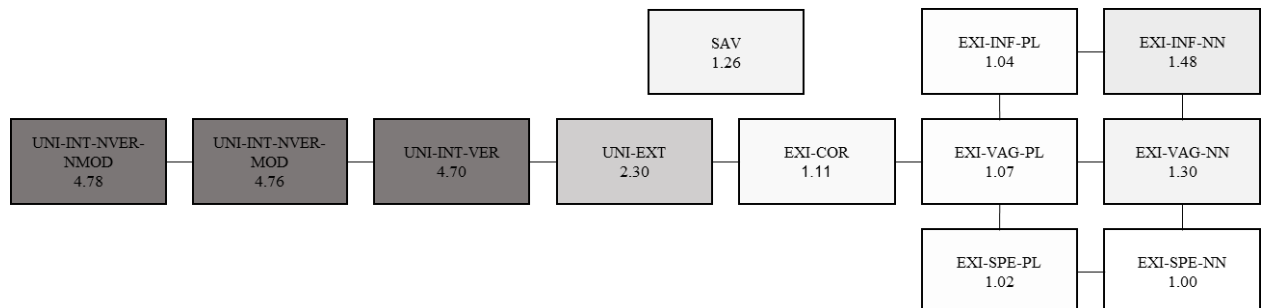 SAV
1.26
EXI-INF-PL
1.04
EXI-INF-NN
1.48
UNI-INT-NVER-
NMOD
4.78
UNI-INT-NVER-
MOD
4.76
UNI-INT-VER
4.70
UNI-EXT
2.30
EXI-COR
1.11
EXI-VAG-PL
1.07
EXI-VAG-NN
1.30
EXI-SPE-PL
1.02
EXI-SPE-NN
1.00